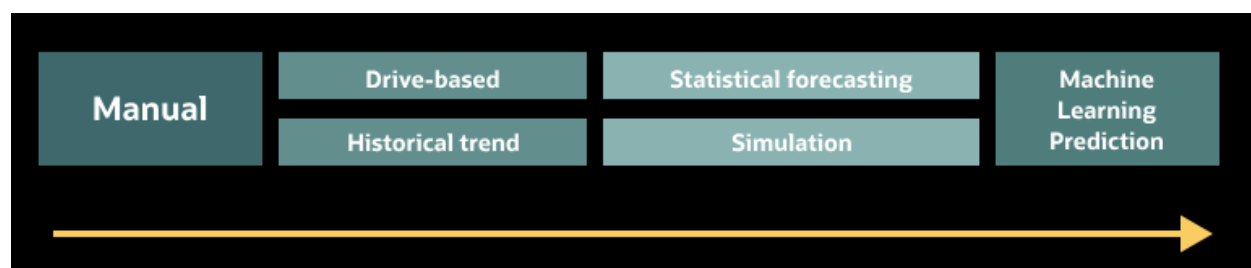 Manual
Drive-based
Historical trend
Statistical forecasting
Simulation
Machine
Learning
Prediction